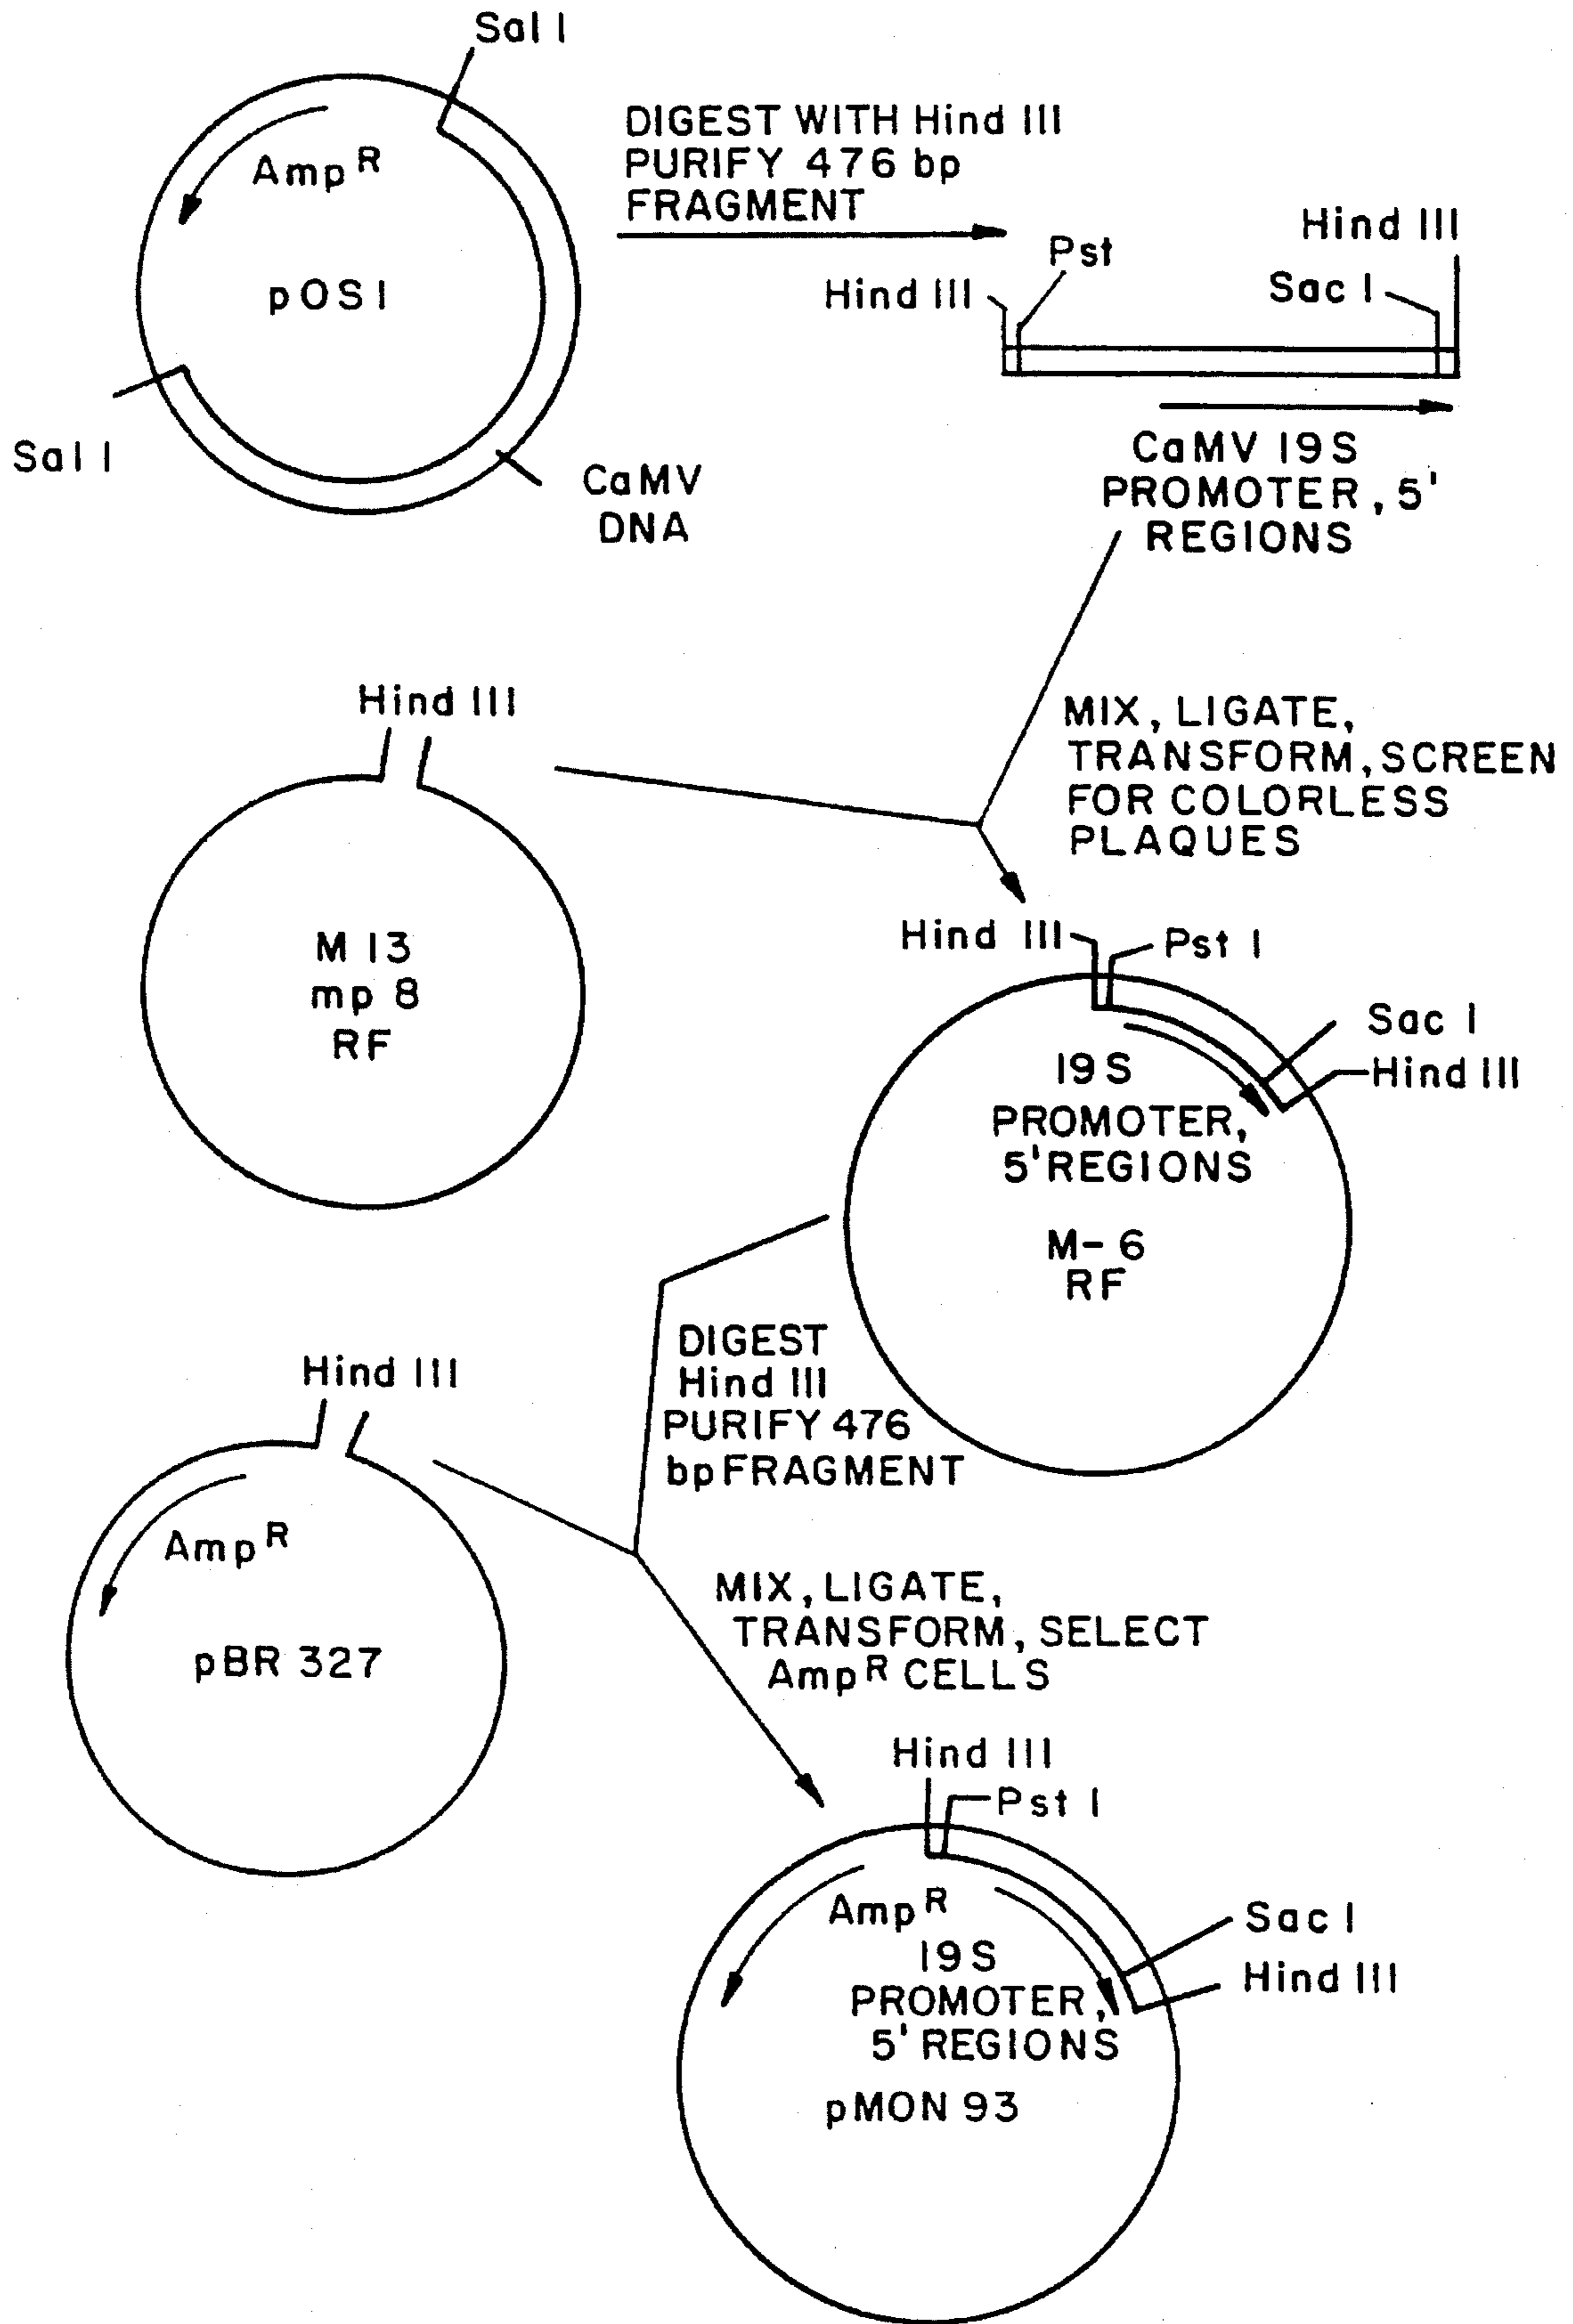 Sal I
Amp R
pOS1
Sal I
CaMV
DNA
DIGEST WITH Hind III
PURIFY 476 bp
FRAGMENT
Hind III
Pst
Sac I
Hind III
CaMV 19S
PROMOTER, 5'
REGIONS
Hind III
M 13
mp 8
RF
MIX, LIGATE,
TRANSFORM, SCREEN
FOR COLORLESS
PLAQUES
Hind III
Pst I
Sac I
Hind III
19S
PROMOTER,
5' REGIONS
M-6
RF
DIGEST
Hind III
PURIFY 476
bp FRAGMENT
Hind III
Amp R
pBR 327
MIX, LIGATE,
TRANSFORM, SELECT
Amp R CELLS
Hind III
Pst I
Amp R
19S
PROMOTER,
5' REGIONS
Sac I
Hind III
pMON 93